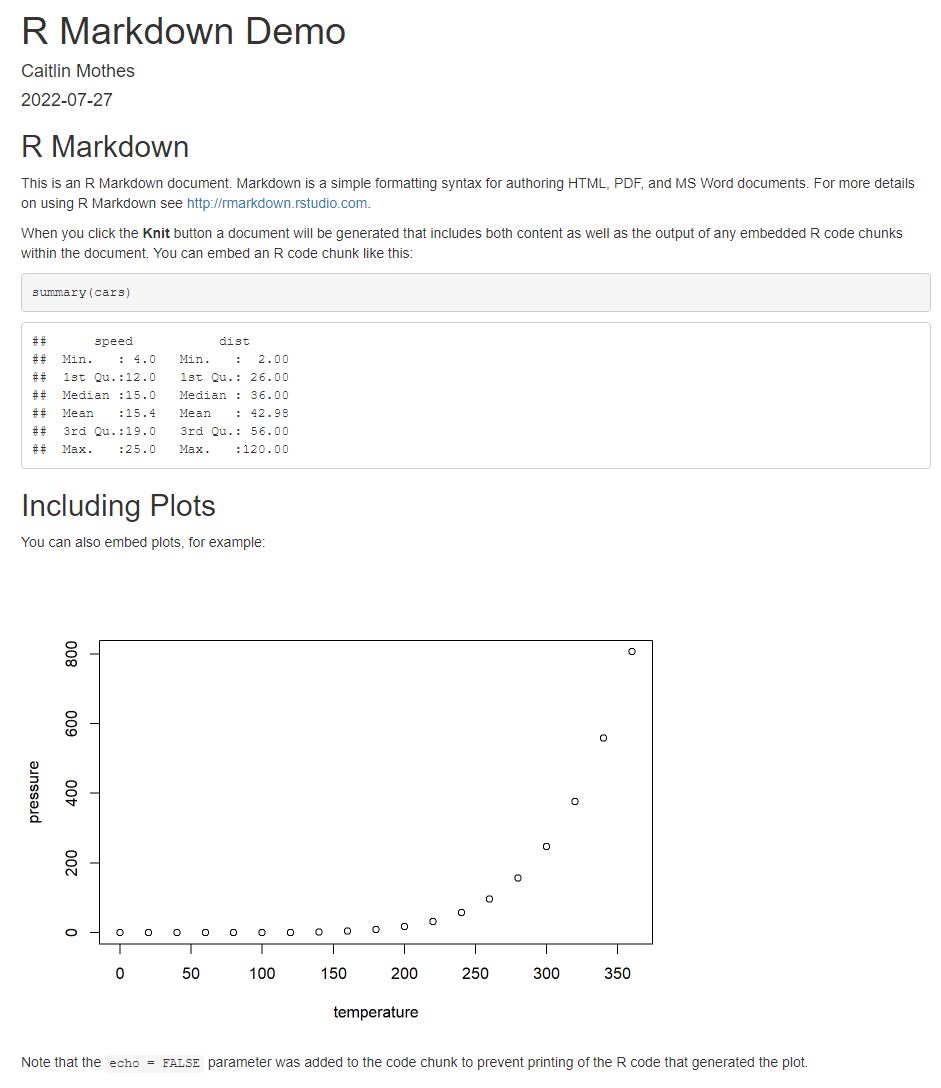 R Markdown Demo
Caitlin Mothes
2022-07-27
R Markdown
This is an R Markdown document. Markdown is a simple formatting syntax for authoring HTML, PDF, and MS Word documents. For more details
on using R Markdown see http://rmarkdown.rstudio.com.
When you click the Knit button a document will be generated that includes both content as well as the output of any embedded R code chunks
within the document. You can embed an R code chunk like this:
summary(cars)
##      speed           dist
##  Min.   : 4.0   Min.   :  2.00
##  1st Qu.:12.0   1st Qu.: 26.00
##  Median :15.0   Median : 36.00
##  Mean   :15.4   Mean   : 42.98
##  3rd Qu.:19.0   3rd Qu.: 56.00
##  Max.   :25.0   Max.   :120.00
Including Plots
You can also embed plots, for example:
800
600
400
200
0
pressure
0 50 100 150 200 250 300 350
temperature
Note that the echo = FALSE parameter was added to the code chunk to prevent printing of the R code that generated the plot.